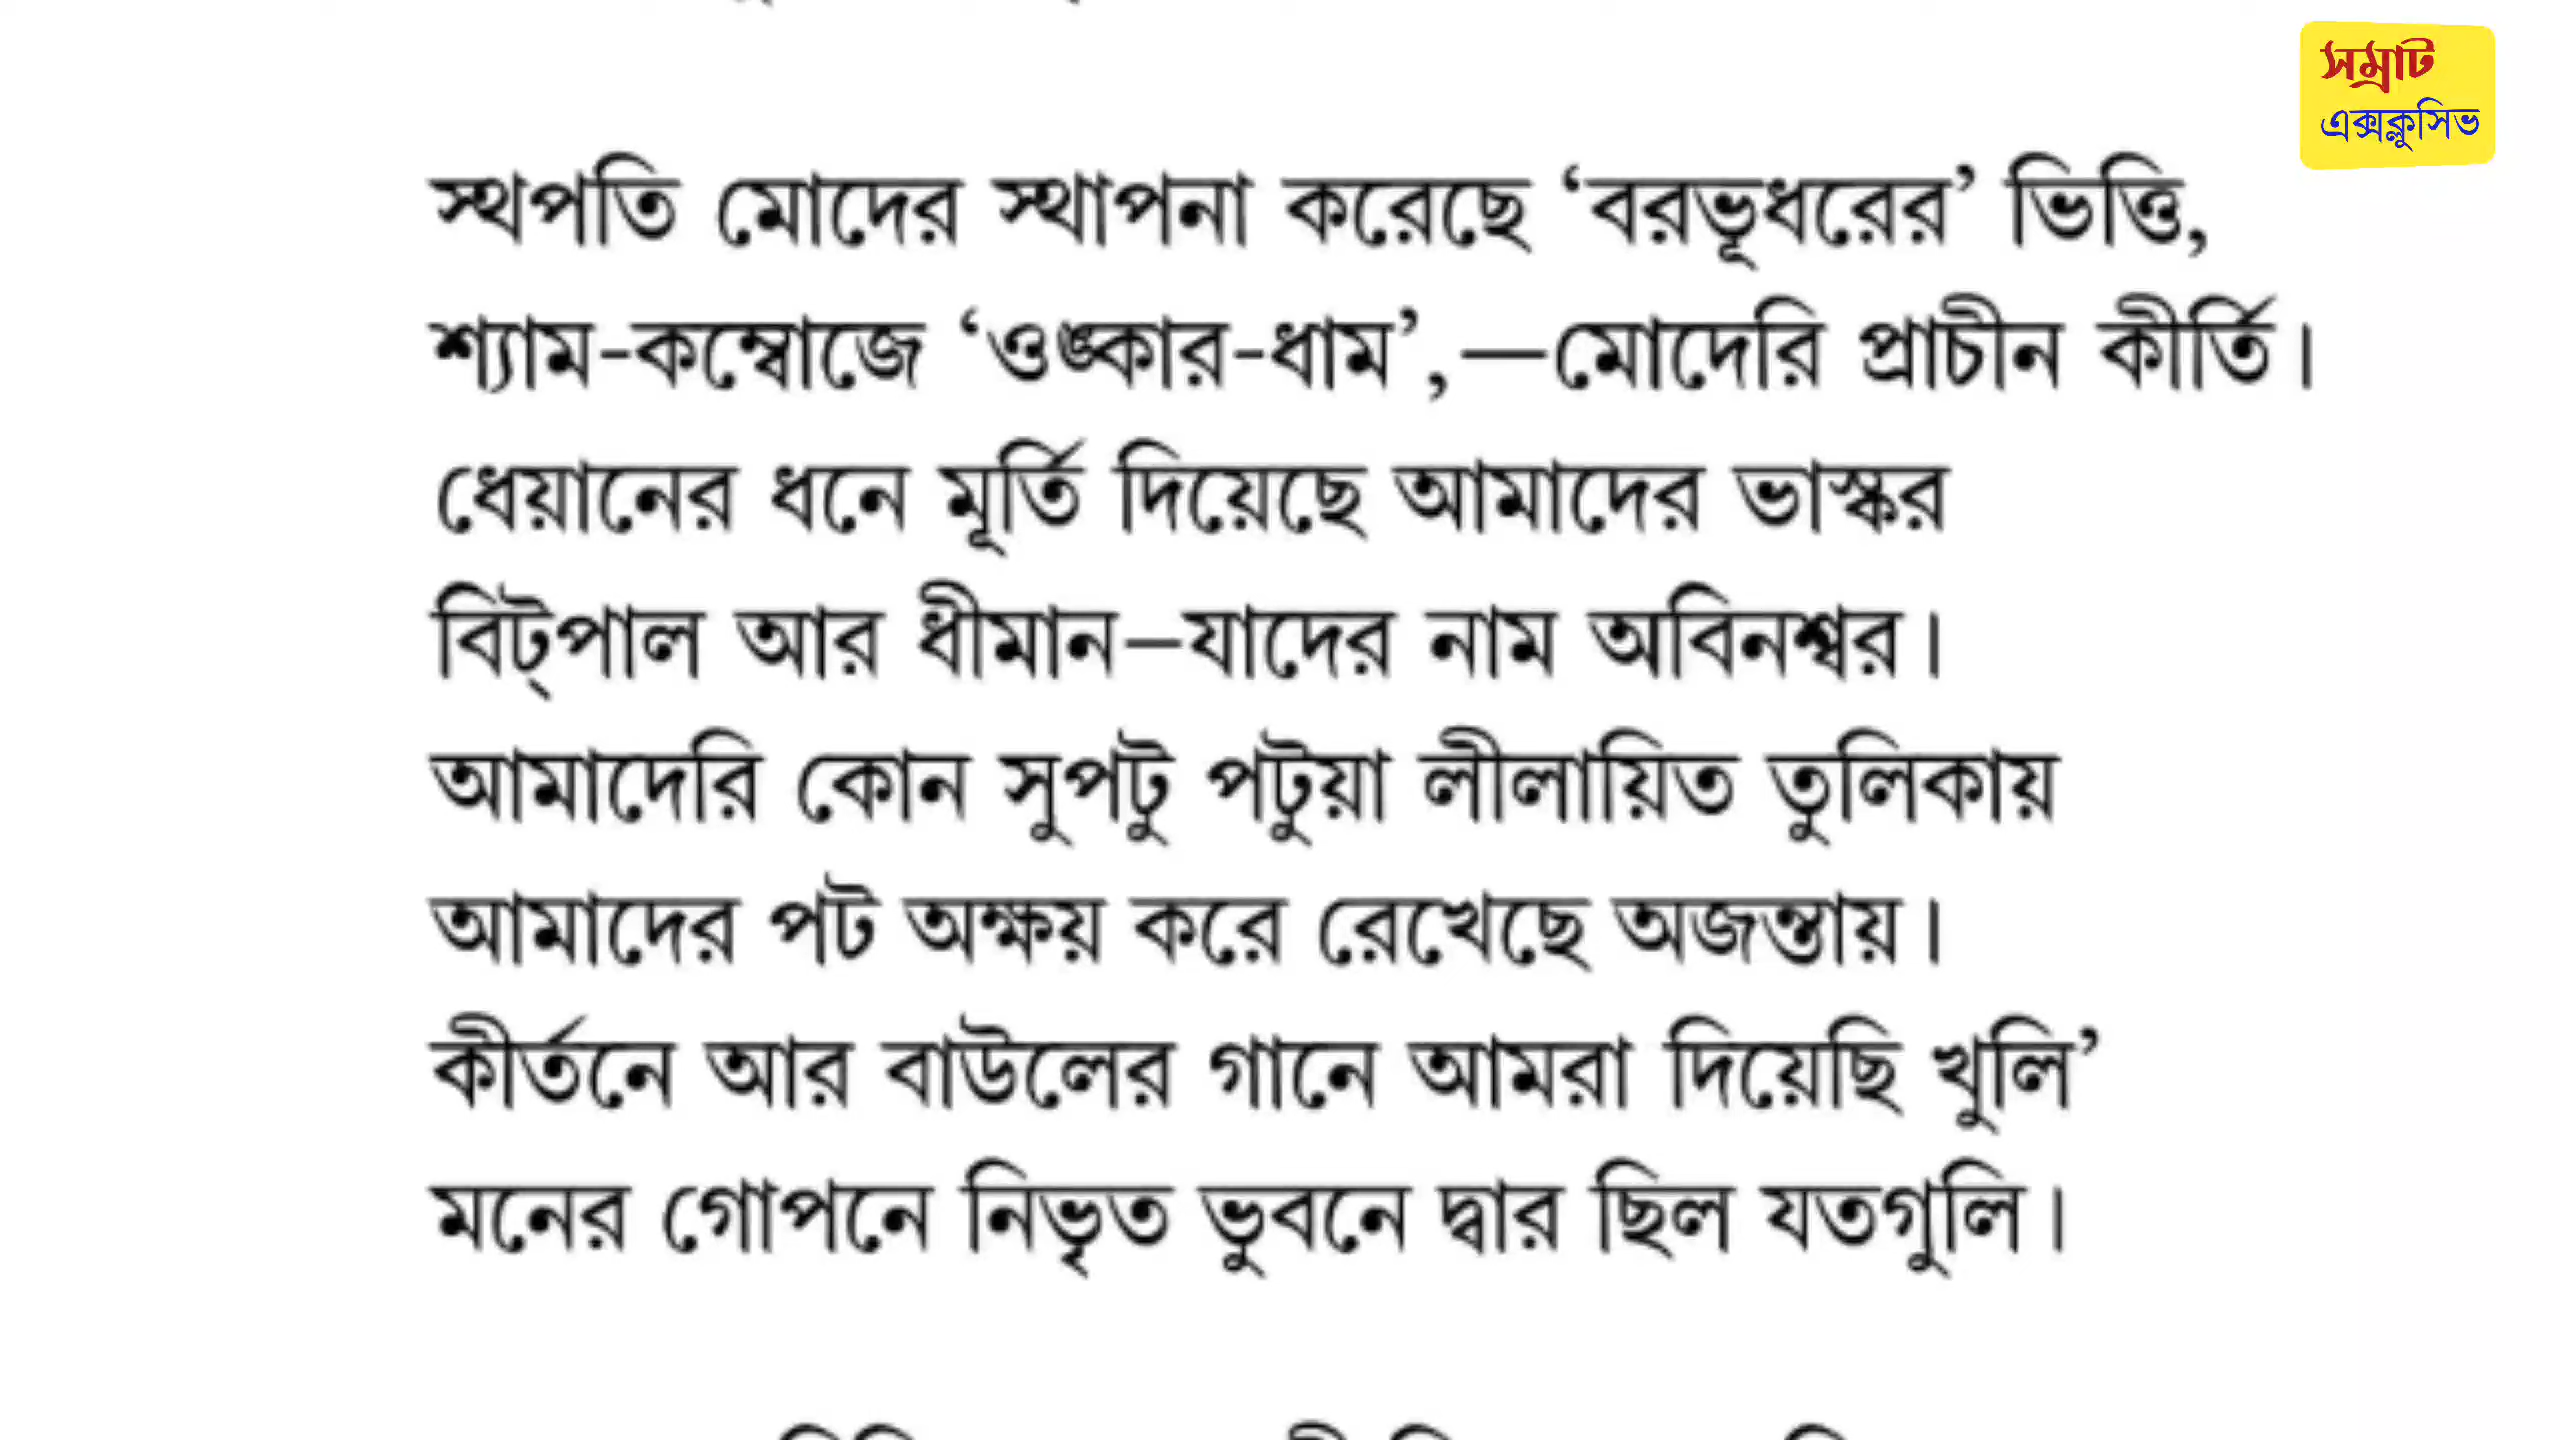 সম্রাট
এক্সক্লুসিভ
স্থপতি মোদের স্থাপনা করেছে ‘বরভূধরের’ ভিত্তি,
শ্যাম-কম্বোজে ‘ওঙ্কার-ধাম’,—মোদেরি প্রাচীন কীর্তি।
ধেয়ানের ধনে মূর্তি দিয়েছে আমাদের ভাস্কর
বিট্‌পাল আর ধীমান—যাদের নাম অবিনশ্বর।
আমাদেরি কোন সুপটু পটুয়া লীলায়িত তুলিকায়
আমাদের পট অক্ষয় করে রেখেছে অজন্তায়।
কীর্তনে আর বাউলের গানে আমরা দিয়েছি খুলি’
মনের গোপনে নিভৃত ভুবনে দ্বার ছিল যতগুলি।